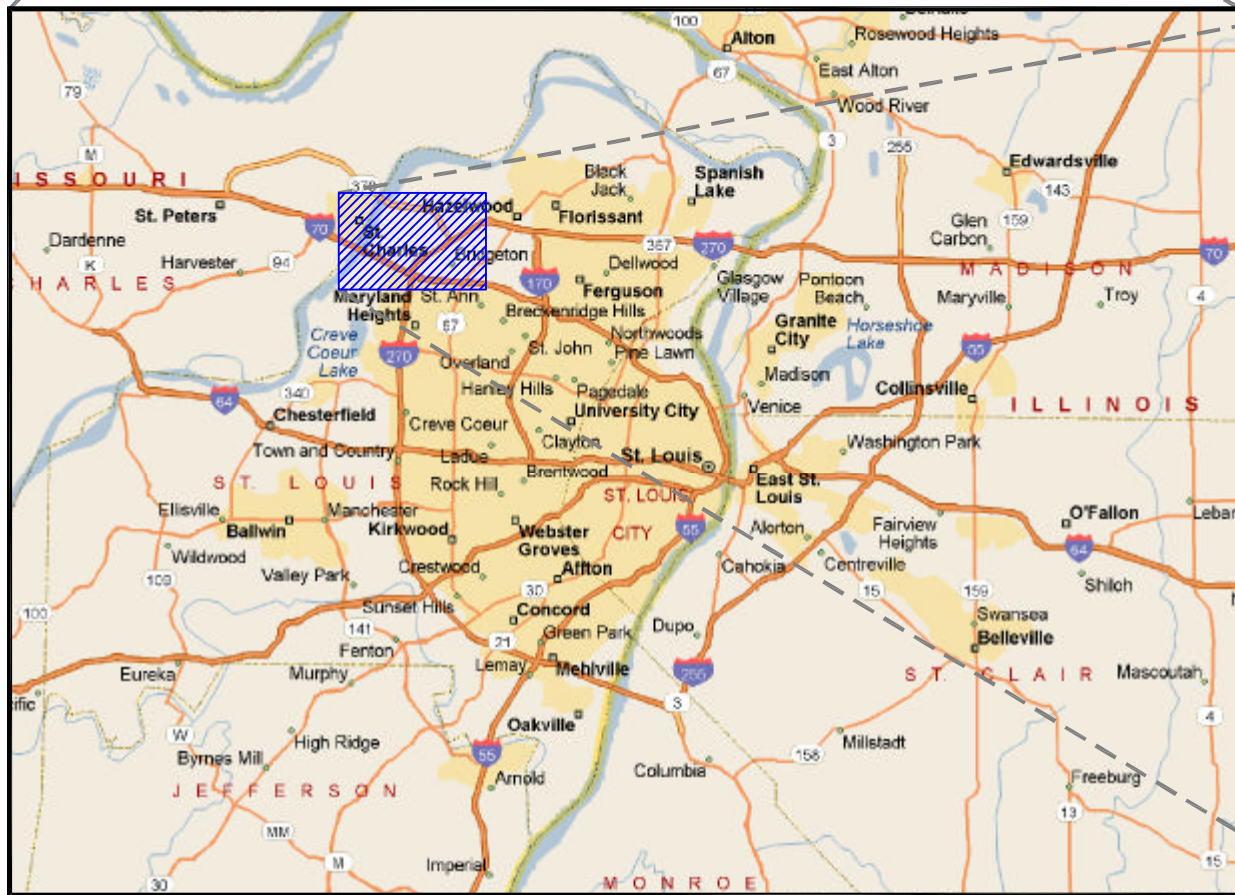 100
Alton
Rosewood Heights
67
East Alton
79
Wood River
3
255
M
Edwardsville
ISSOURI
370
Black
Jack
Spanish
Lake
143
St. Peters
Hazelwood
Florissant
159
70
St.
Charles
Glen
Carbon
367
270
Dardenne
Bridgeton
Dellwood
70
K
Harvester
94
Glasgow
Village
Pontoon
Beach
MADISON
HARLES
170
Ferguson
Maryland
Heights
St. Ann
Breckenridge Hills
Maryville
Troy
4
67
Northwoods
Granite
City
Horseshoe
Lake
Creve
Coeur
Lake
270
Overland
St. John
Pine Lawn
55
340
Hanley Hills
Pagedale
Madison
Collinsville
64
Chesterfield
University City
Venice
ILLINOIS
Creve Coeur
Clayton
Washington Park
Town and Country
Ladue
St. Louis
ST. LOUIS
Rock Hill
Brentwood
East St.
Louis
Ellisville
Manchester
ST. LOUIS
CITY
O'Fallon
Ballwin
Kirkwood
Webster
Groves
55
Alorton
Fairview
Heights
64
Wildwood
Crestwood
Affton
Cahokia
Centreville
Shiloh
109
Valley Park
30
15
159
100
Sunset Hills
Concord
Swansea
141
21
Green Park
Dupo
Belleville
Fenton
Lemay
Mehlville
Eureka
Murphy
255
ST. CLAIR
Mascoutah
3
W
Oakville
4
High Ridge
55
158
Millstadt
Byrnes Mill
Arnold
Columbia
Freeburg
JEFFERSON
13
MM
M
Imperial
30
MONROE